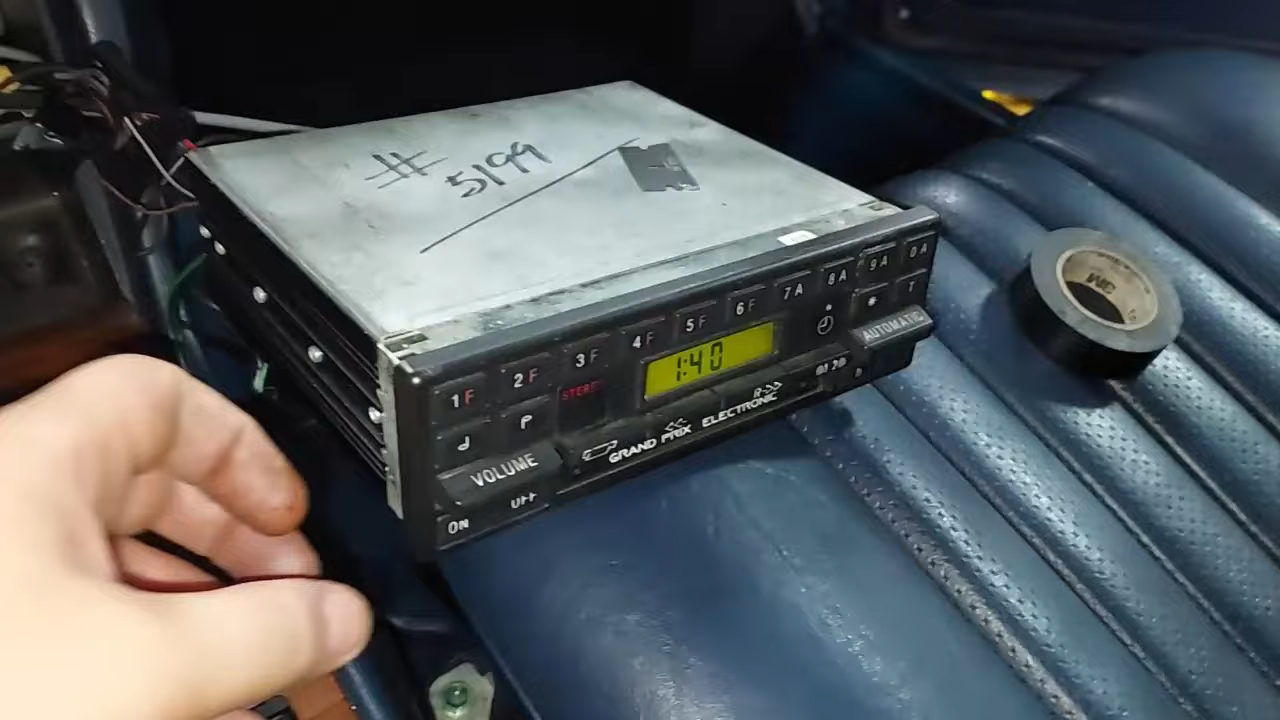 #
5199
1F 2F 3F 4F 5F 6F 7A 8A 9A 0A
STEREO 1:40 * T
P
VOLUME GRAND PRIX ELECTRONIC AUTOMATIC
ON OFF
3M